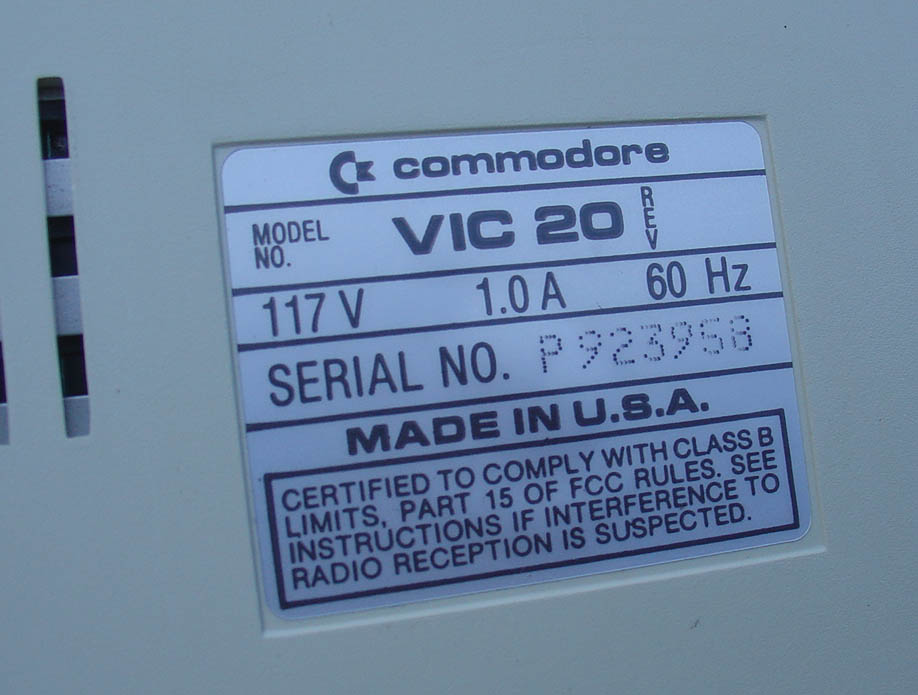 commodore
MODEL NO. VIC 20 REV
117 V 1.0 A 60 Hz
SERIAL NO. P 923958
MADE IN U.S.A.
CERTIFIED TO COMPLY WITH CLASS B
LIMITS, PART 15 OF FCC RULES. SEE
INSTRUCTIONS IF INTERFERENCE TO
RADIO RECEPTION IS SUSPECTED.